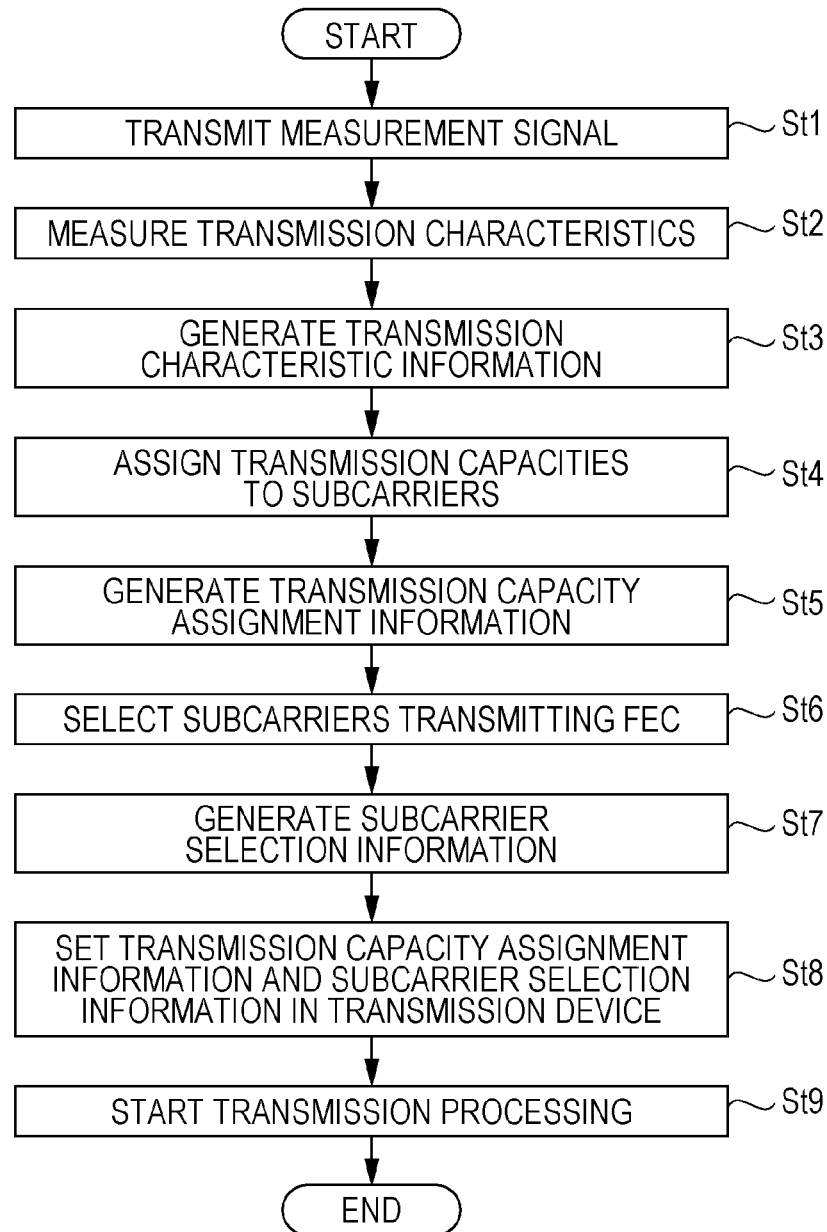 START
TRANSMIT MEASUREMENT SIGNAL
St1
MEASURE TRANSMISSION CHARACTERISTICS
St2
GENERATE TRANSMISSION
CHARACTERISTIC INFORMATION
St3
ASSIGN TRANSMISSION CAPACITIES
TO SUBCARRIERS
St4
GENERATE TRANSMISSION CAPACITY
ASSIGNMENT INFORMATION
St5
SELECT SUBCARRIERS TRANSMITTING FEC
St6
GENERATE SUBCARRIER
SELECTION INFORMATION
St7
SET TRANSMISSION CAPACITY ASSIGNMENT
INFORMATION AND SUBCARRIER SELECTION
INFORMATION IN TRANSMISSION DEVICE
St8
START TRANSMISSION PROCESSING
St9
END